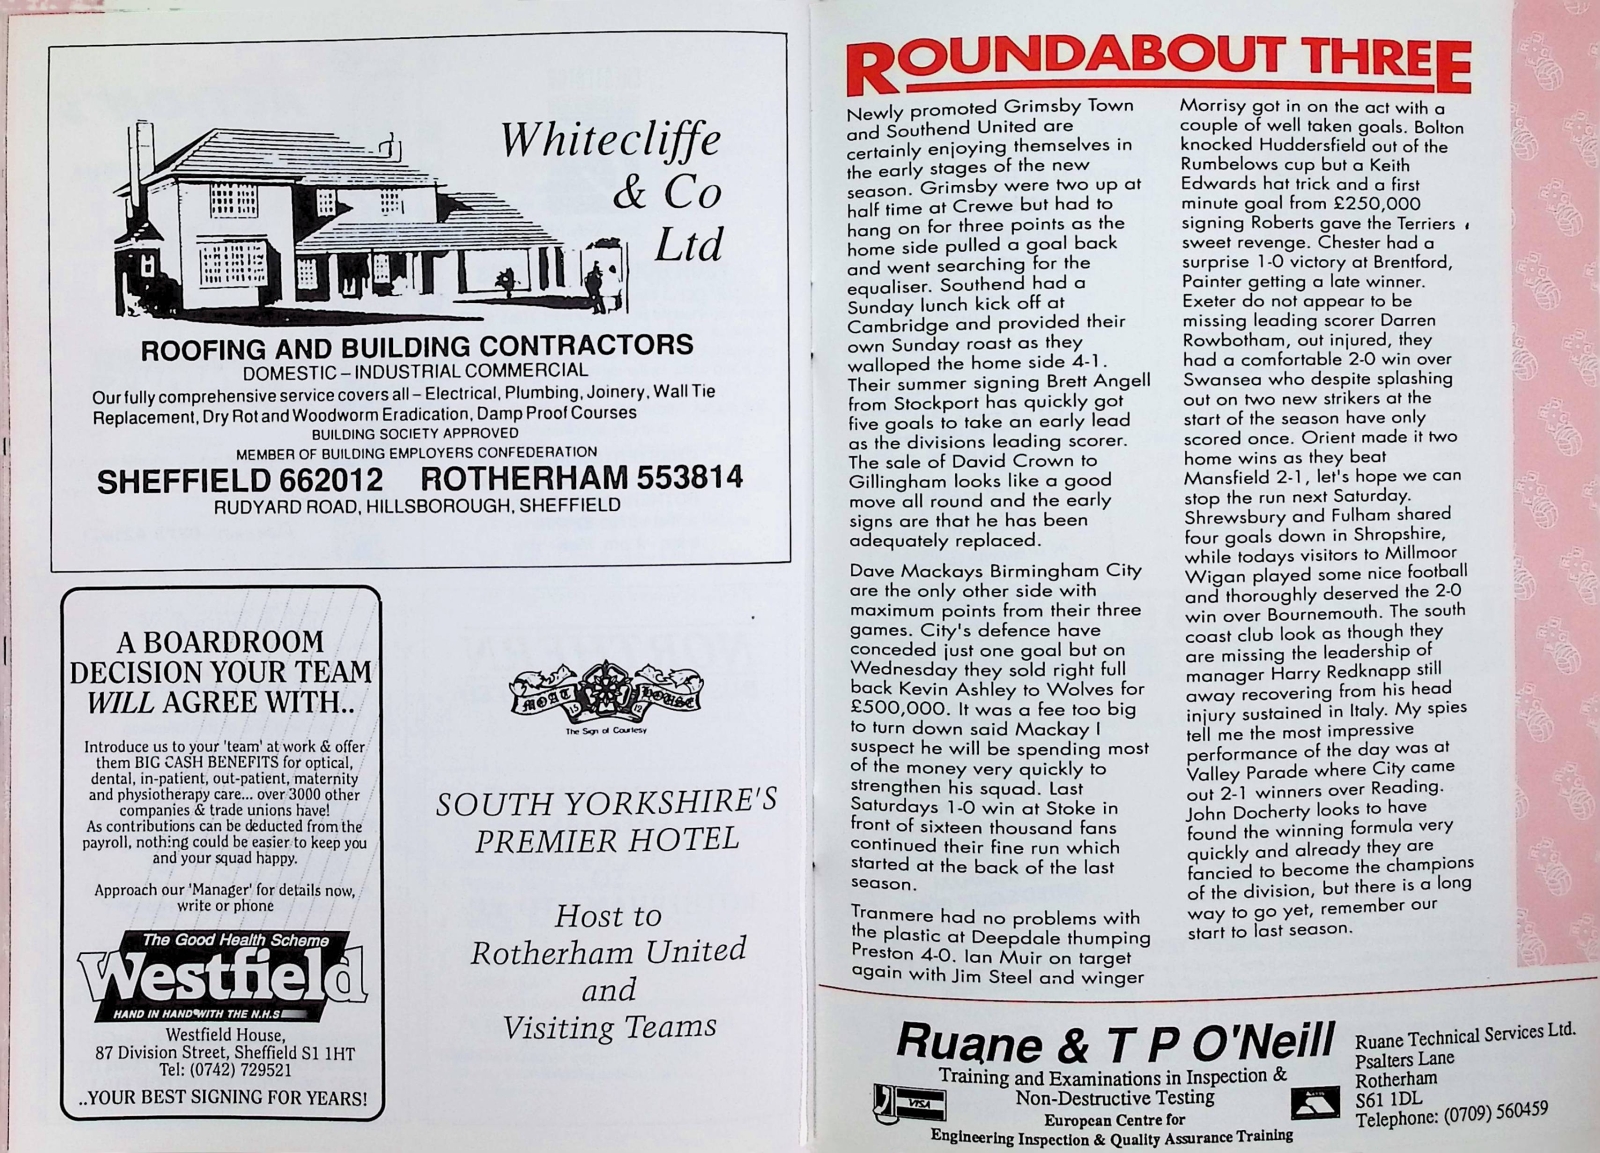 Whitecliffe
& Co
Ltd
ROOFING AND BUILDING CONTRACTORS
DOMESTIC – INDUSTRIAL COMMERCIAL
Our fully comprehensive service covers all – Electrical, Plumbing, Joinery, Wall Tie
Replacement, Dry Rot and Woodworm Eradication, Damp Proof Courses
BUILDING SOCIETY APPROVED
MEMBER OF BUILDING EMPLOYERS CONFEDERATION
SHEFFIELD 662012 ROTHERHAM 553814
RUDYARD ROAD, HILLSBOROUGH, SHEFFIELD
A BOARDROOM
DECISION YOUR TEAM
WILL AGREE WITH..
Introduce us to your 'team' at work & offer
them BIG CASH BENEFITS for optical,
dental, in-patient, out-patient, maternity
and physiotherapy care... over 3000 other
companies & trade unions have!
As contributions can be deducted from the
payroll, nothing could be easier to keep you
and your squad happy.
Approach our 'Manager' for details now,
write or phone
The Good Health Scheme
Westfield
HAND IN HAND WITH THE N.H.S
Westfield House,
87 Division Street, Sheffield S1 1HT
Tel: (0742) 729521
..YOUR BEST SIGNING FOR YEARS!
MOAT HOUSE
15 12
The Sign of Courtesy
SOUTH YORKSHIRE'S
PREMIER HOTEL
Host to
Rotherham United
and
Visiting Teams
ROUNDABOUT THREE
Newly promoted Grimsby Town
and Southend United are
certainly enjoying themselves in
the early stages of the new
season. Grimsby were two up at
half time at Crewe but had to
hang on for three points as the
home side pulled a goal back
and went searching for the
equaliser. Southend had a
Sunday lunch kick off at
Cambridge and provided their
own Sunday roast as they
walloped the home side 4-1.
Their summer signing Brett Angell
from Stockport has quickly got
five goals to take an early lead
as the divisions leading scorer.
The sale of David Crown to
Gillingham looks like a good
move all round and the early
signs are that he has been
adequately replaced.
Dave Mackays Birmingham City
are the only other side with
maximum points from their three
games. City's defence have
conceded just one goal but on
Wednesday they sold right full
back Kevin Ashley to Wolves for
£500,000. It was a fee too big
to turn down said Mackay I
suspect he will be spending most
of the money very quickly to
strengthen his squad. Last
Saturdays 1-0 win at Stoke in
front of sixteen thousand fans
continued their fine run which
started at the back of the last
season.
Tranmere had no problems with
the plastic at Deepdale thumping
Preston 4-0. Ian Muir on target
again with Jim Steel and winger
Morrisy got in on the act with a
couple of well taken goals. Bolton
knocked Huddersfield out of the
Rumbelows cup but a Keith
Edwards hat trick and a first
minute goal from £250,000
signing Roberts gave the Terriers
sweet revenge. Chester had a
surprise 1-0 victory at Brentford,
Painter getting a late winner.
Exeter do not appear to be
missing leading scorer Darren
Rowbotham, out injured, they
had a comfortable 2-0 win over
Swansea who despite splashing
out on two new strikers at the
start of the season have only
scored once. Orient made it two
home wins as they beat
Mansfield 2-1, let's hope we can
stop the run next Saturday.
Shrewsbury and Fulham shared
four goals down in Shropshire,
while todays visitors to Millmoor
Wigan played some nice football
and thoroughly deserved the 2-0
win over Bournemouth. The south
coast club look as though they
are missing the leadership of
manager Harry Redknapp still
away recovering from his head
injury sustained in Italy. My spies
tell me the most impressive
performance of the day was at
Valley Parade where City came
out 2-1 winners over Reading.
John Docherty looks to have
found the winning formula very
quickly and already they are
fancied to become the champions
of the division, but there is a long
way to go yet, remember our
start to last season.
Ruane & T P O'Neill
Training and Examinations in Inspection &
Non-Destructive Testing
VISA
European Centre for
Engineering Inspection & Quality Assurance Training
Ruane Technical Services Ltd.
Psalters Lane
Rotherham
S61 1DL
Telephone: (0709) 560459